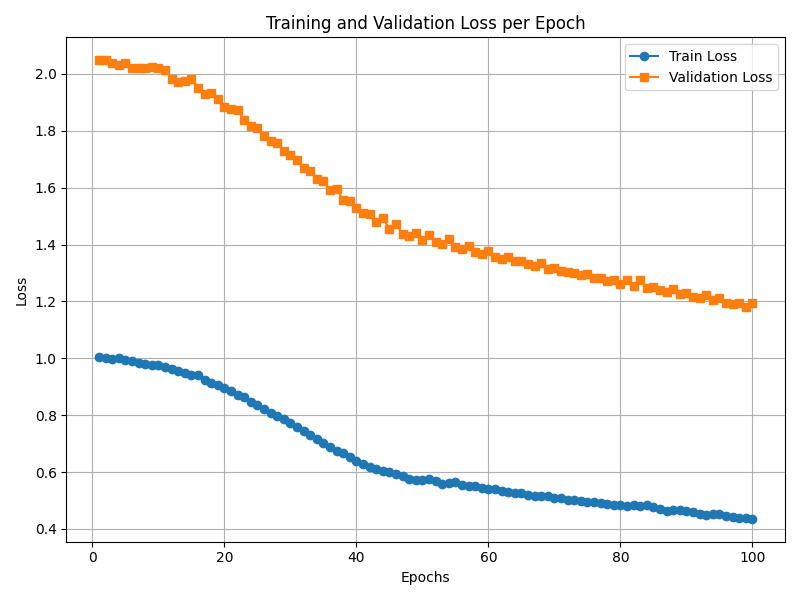 Training and Validation Loss per Epoch
Train Loss
Validation Loss
Loss
2.0
1.8
1.6
1.4
1.2
1.0
0.8
0.6
0.4
0 20 40 60 80 100
Epochs